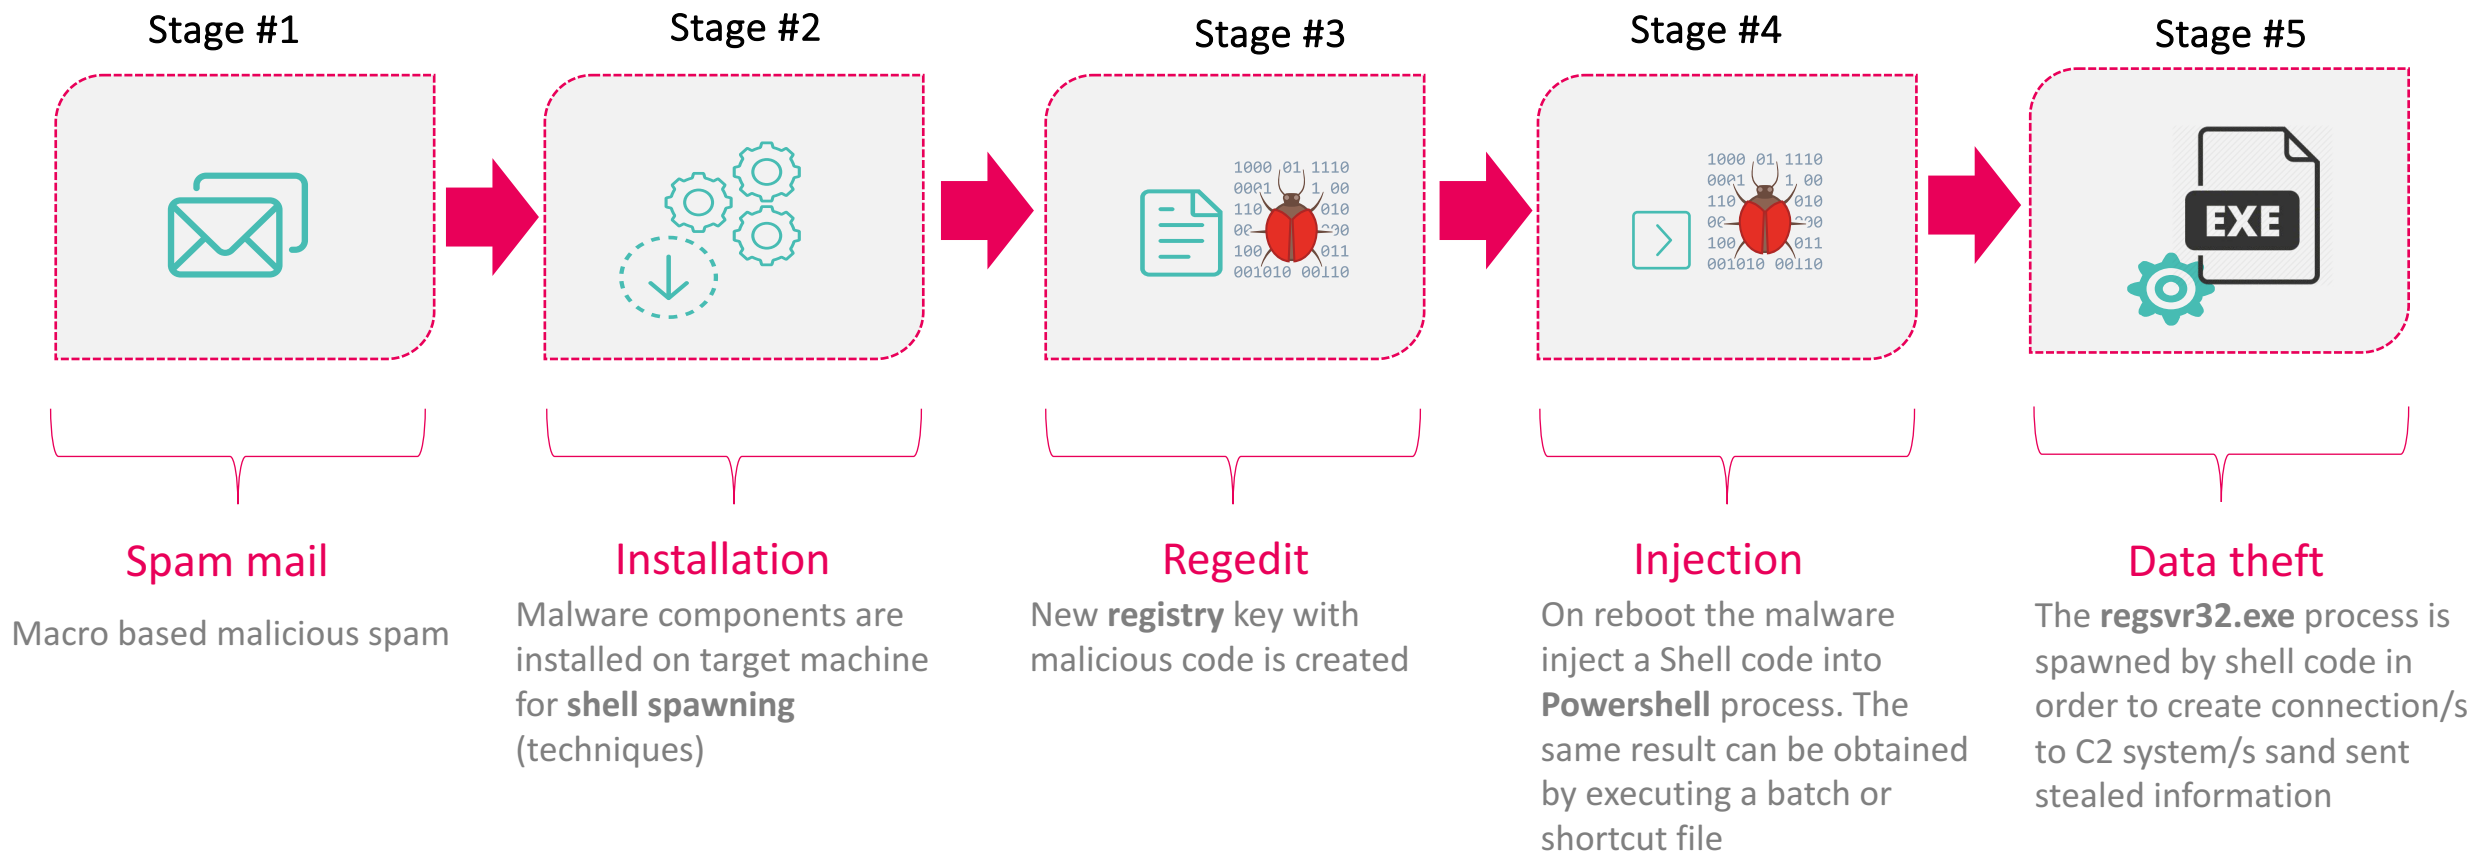 Stage #1
Stage #2
Stage #3
Stage #4
Stage #5
1000 01 1110
0001 1 00
110 010
00 000
100 011
001010 00110
1000 01 1110
0001 1 00
110 010
00 000
100 011
001010 00110
EXE
Spam mail
Macro based malicious spam
Installation
Malware components are
installed on target machine
for shell spawning
(techniques)
Regedit
New registry key with
malicious code is created
Injection
On reboot the malware
inject a Shell code into
Powershell process. The
same result can be obtained
by executing a batch or
shortcut file
Data theft
The regsvr32.exe process is
spawned by shell code in
order to create connection/s
to C2 system/s sand sent
stealed information